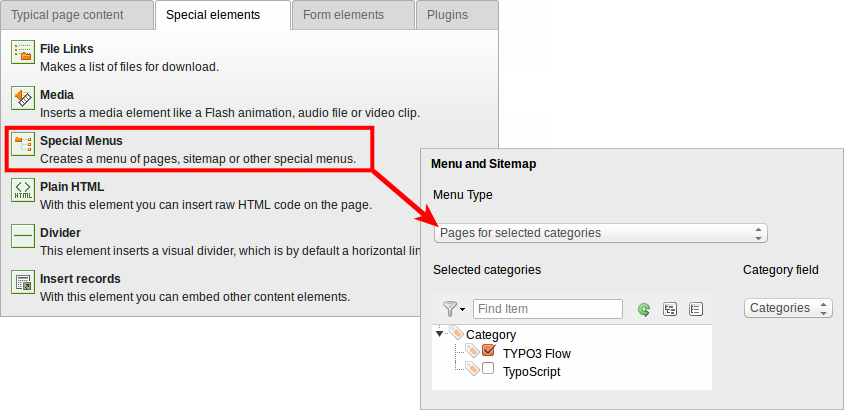 Typical page content
Special elements
Form elements
Plugins
File Links
Makes a list of files for download.
Media
Inserts a media element like a Flash animation, audio file or video clip.
Special Menus
Creates a menu of pages, sitemap or other special menus.
Plain HTML
HTML
With this element you can insert raw HTML code on the page.
Divider
This element inserts a visual divider, which is by default a horizontal lin
Insert records
With this element you can embed other content elements.
Menu and Sitemap
Menu Type
Pages for selected categories
Selected categories
Category field
Find Item
Categories
Category
TYPO3 Flow
TypoScript